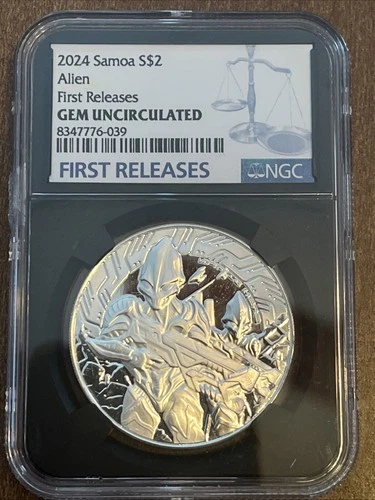 2024 Samoa S$2
Alien
First Releases
GEM UNCIRCULATED
8347776-039
FIRST RELEASES
NGC